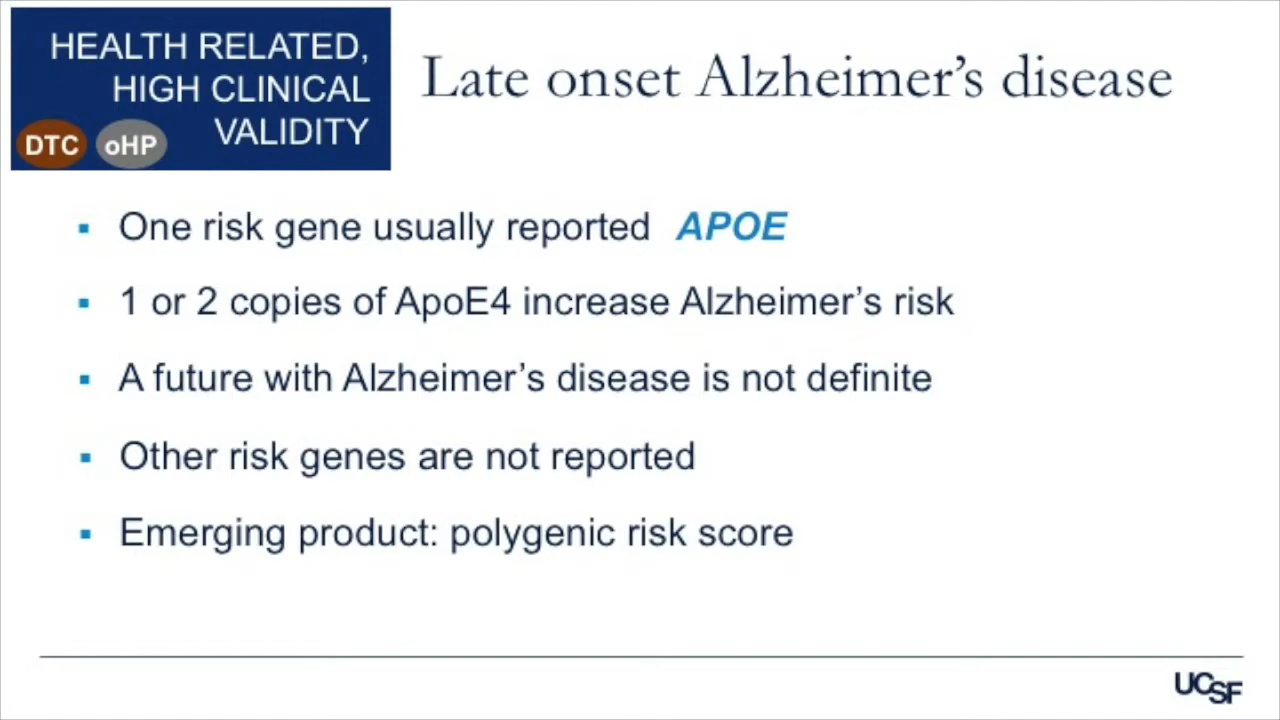 HEALTH RELATED,
HIGH CLINICAL
VALIDITY
DTC oHP
Late onset Alzheimer’s disease
▪ One risk gene usually reported APOE
▪ 1 or 2 copies of ApoE4 increase Alzheimer’s risk
▪ A future with Alzheimer’s disease is not definite
▪ Other risk genes are not reported
▪ Emerging product: polygenic risk score
UCSF